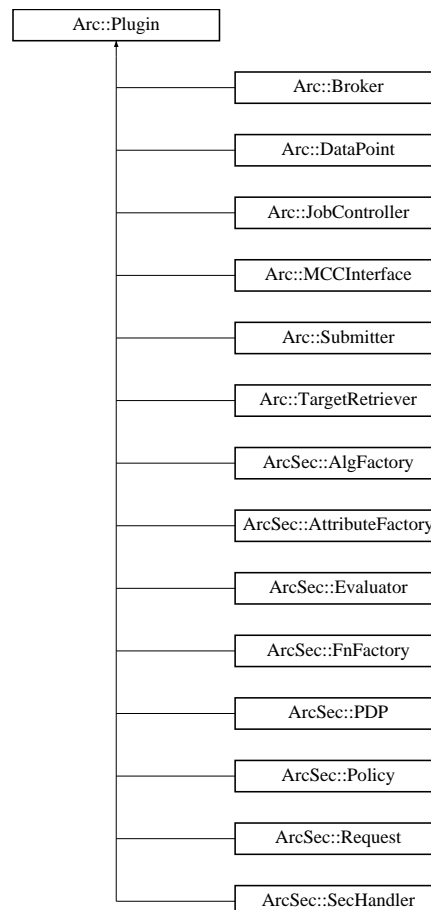 Arc::Plugin
Arc::Broker
Arc::DataPoint
Arc::JobController
Arc::MCCInterface
Arc::Submitter
Arc::TargetRetriever
ArcSec::AlgFactory
ArcSec::AttributeFactory
ArcSec::Evaluator
ArcSec::FnFactory
ArcSec::PDP
ArcSec::Policy
ArcSec::Request
ArcSec::SecHandler